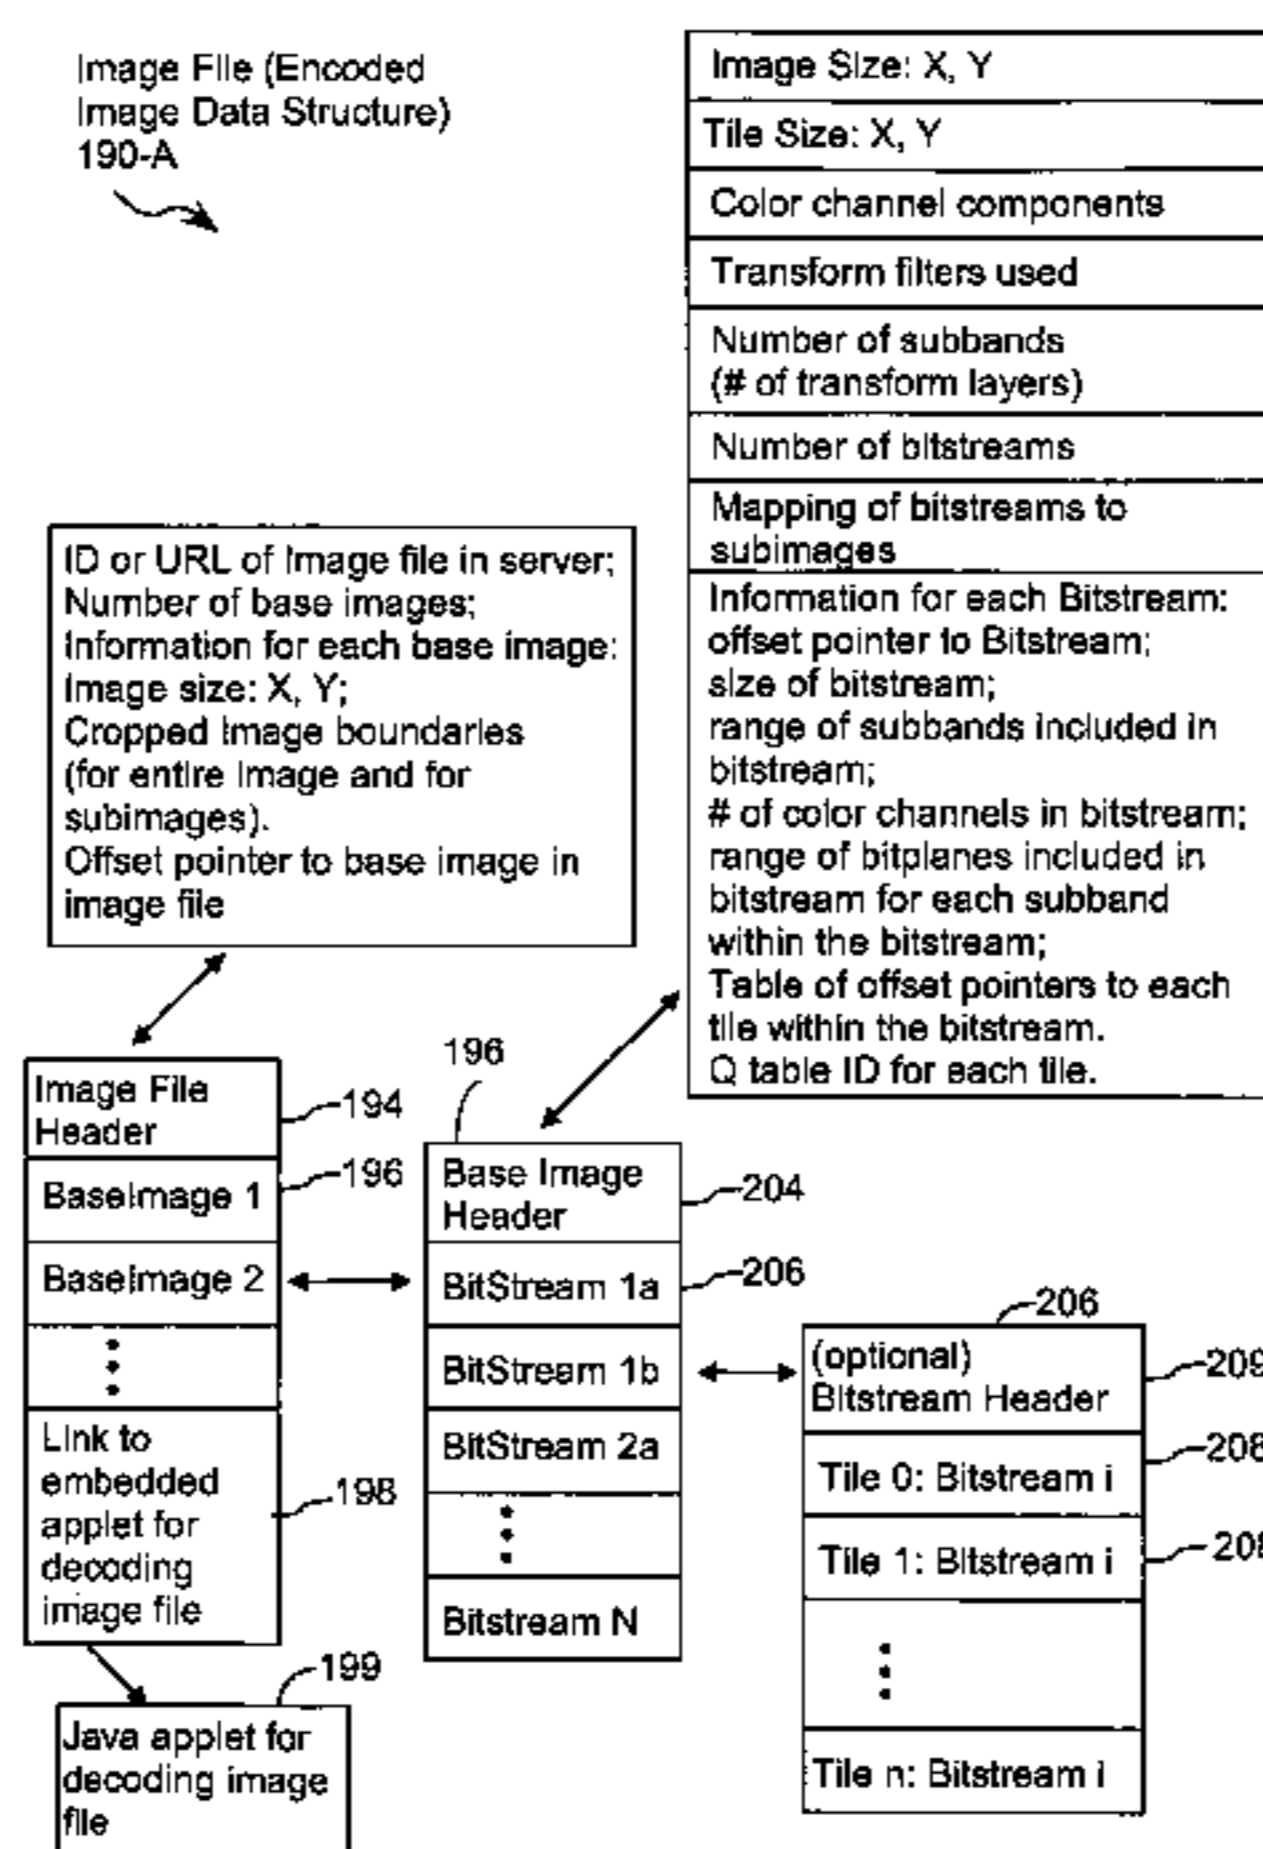 Image File (Encoded
Image Data Structure)
190-A
Image Size: X, Y
Tile Size: X, Y
Color channel components
Transform filters used
Number of subbands
(# of transform layers)
Number of bitstreams
Mapping of bitstreams to
subimages
Information for each Bitstream:
offset pointer to Bitstream;
size of bitstream;
range of subbands included in
bitstream;
# of color channels in bitstream;
range of bitplanes included in
bitstream for each subband
within the bitstream;
Table of offset pointers to each
tile within the bitstream.
Q table ID for each tile.
ID or URL of Image file in server;
Number of base images;
Information for each base image:
Image size: X, Y;
Cropped Image boundaries
(for entire Image and for
subimages).
Offset pointer to base image in
image file
Image File
Header
194
BaseImage 1
196
BaseImage 2
Link to
embedded
applet for
decoding
image file
198
199
Java applet for
decoding image
file
196
Base Image
Header
204
BitStream 1a
206
BitStream 1b
BitStream 2a
Bitstream N
206
(optional)
Bitstream Header
209
Tile 0: Bitstream i
208
Tile 1: Bitstream i
208
Tile n: Bitstream i